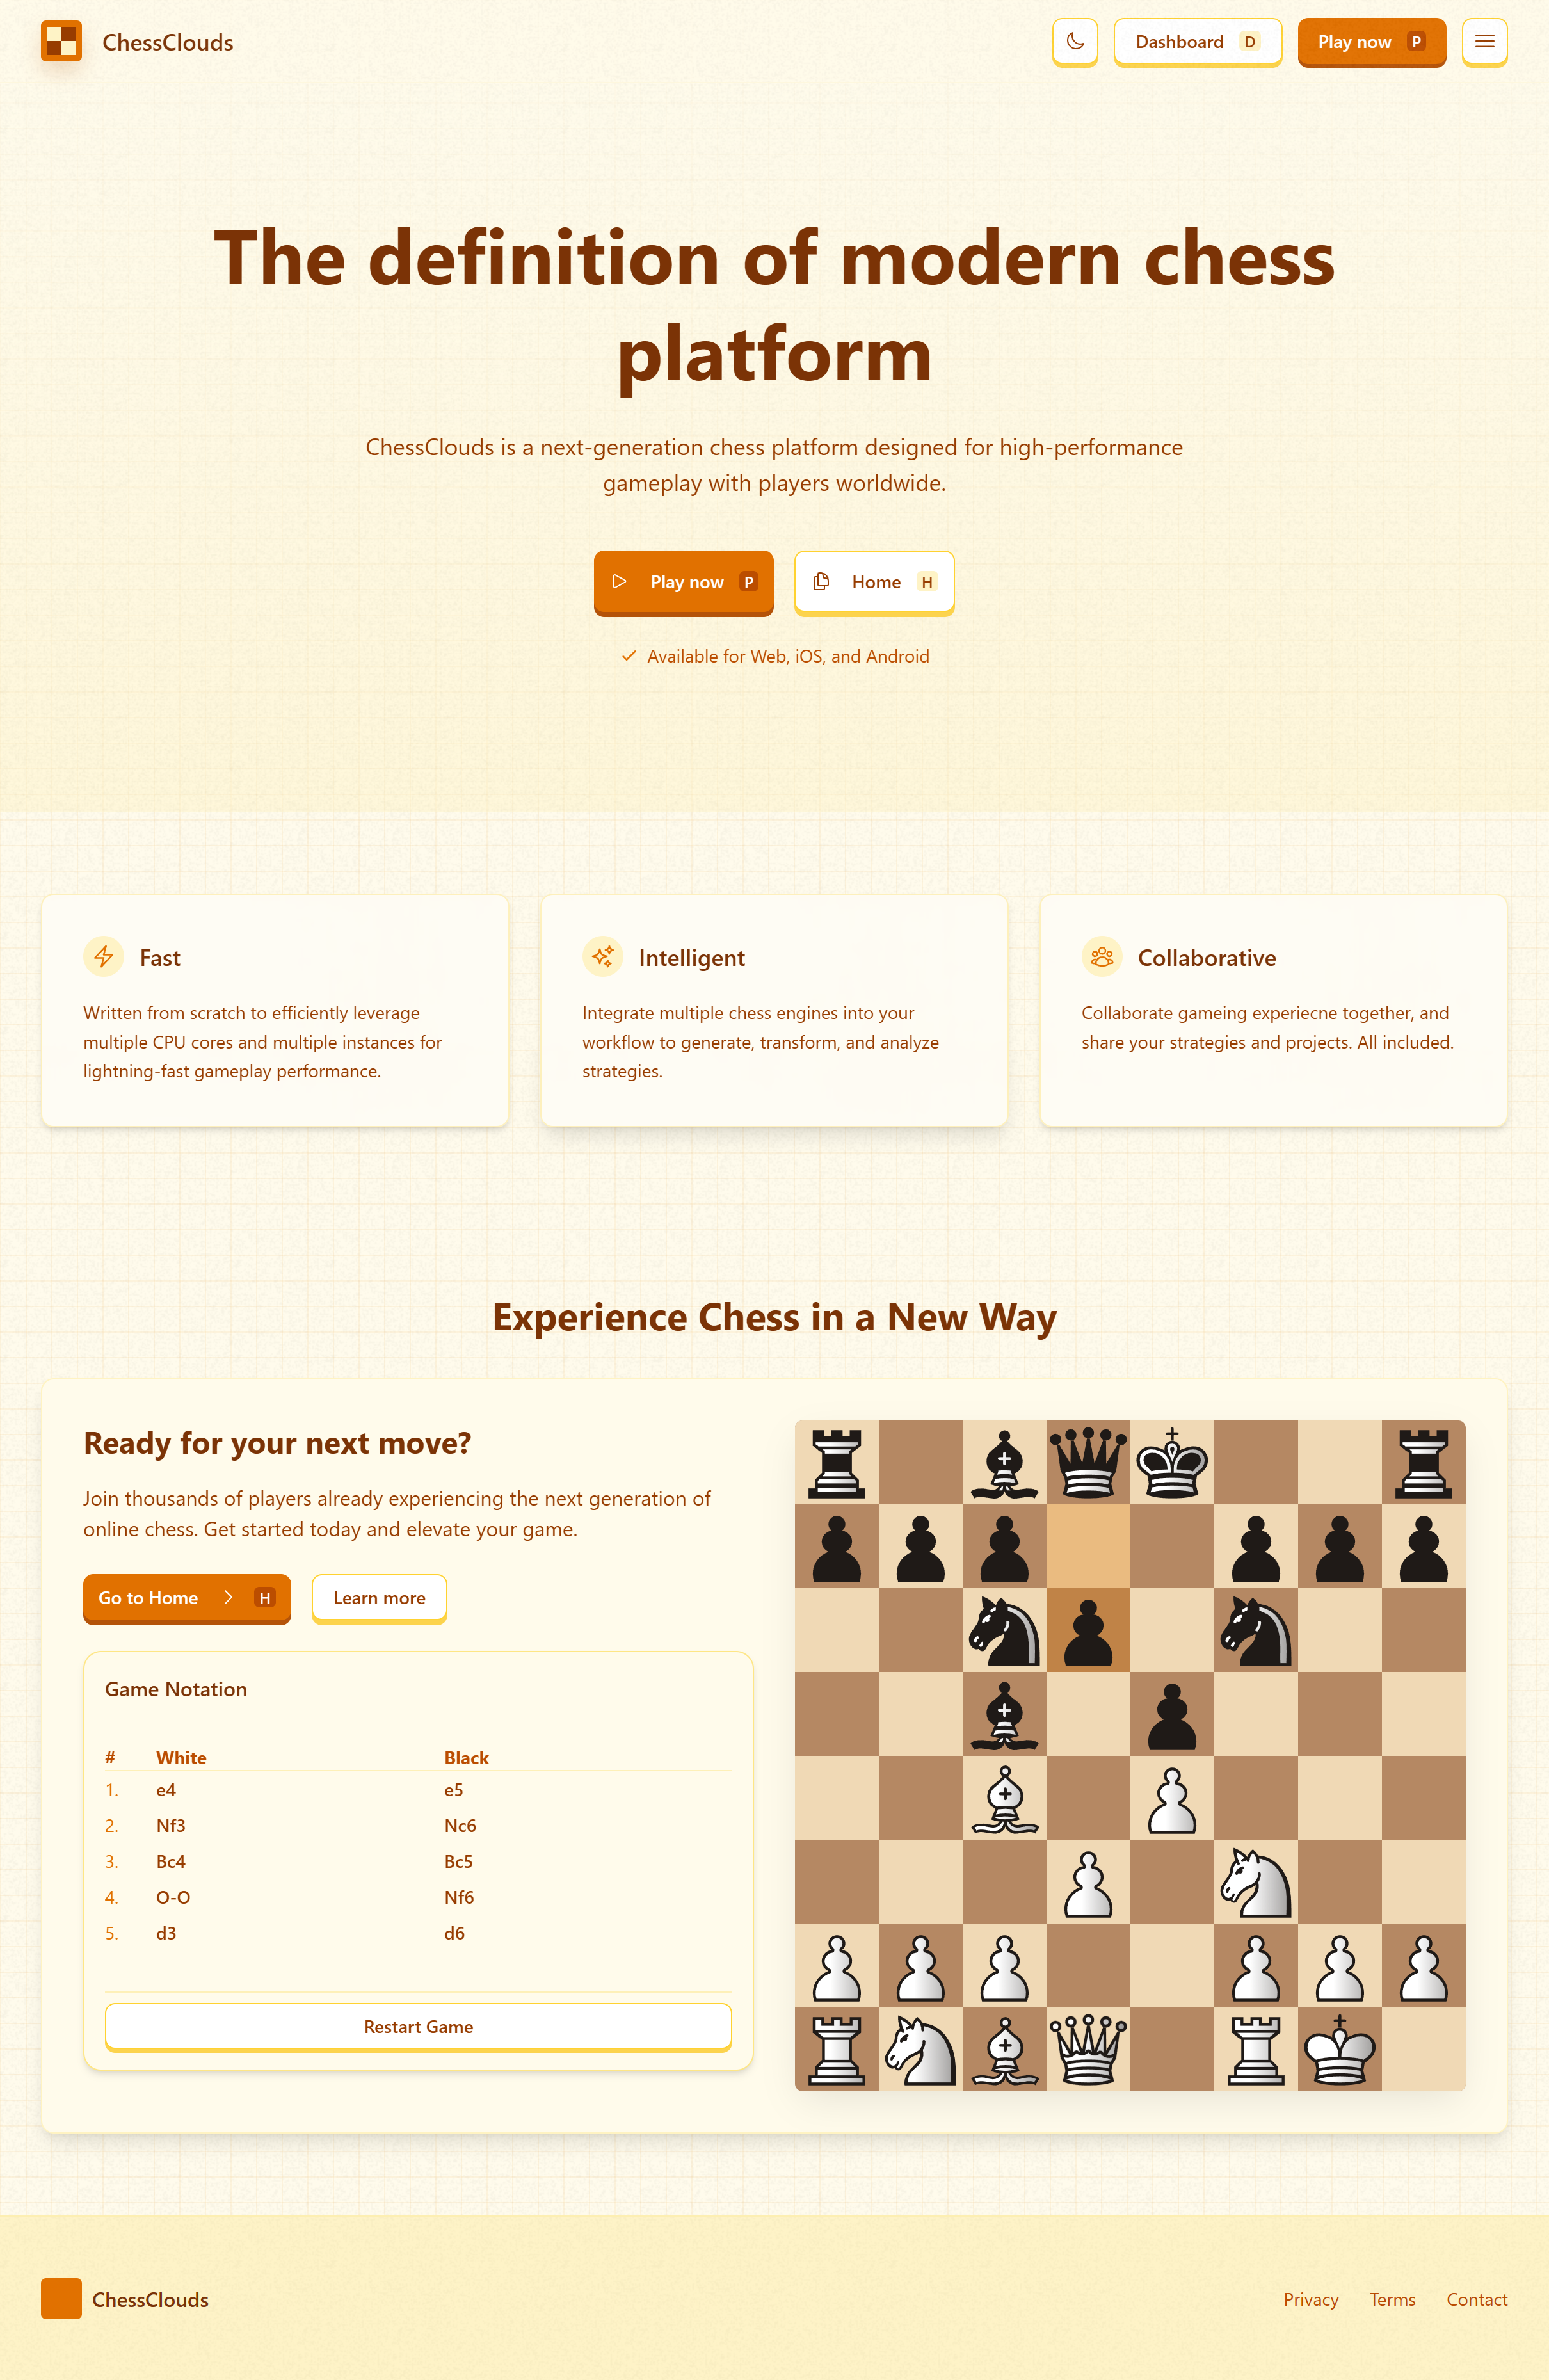 ChessClouds
Dashboard D
Play now P
The definition of modern chess
platform
ChessClouds is a next-generation chess platform designed for high-performance
gameplay with players worldwide.
Play now P
Home H
Available for Web, iOS, and Android
Fast
Written from scratch to efficiently leverage
multiple CPU cores and multiple instances for
lightning-fast gameplay performance.
Intelligent
Integrate multiple chess engines into your
workflow to generate, transform, and analyze
strategies.
Collaborative
Collaborate gameing experiecne together, and
share your strategies and projects. All included.
Experience Chess in a New Way
Ready for your next move?
Join thousands of players already experiencing the next generation of
online chess. Get started today and elevate your game.
Go to Home H
Learn more
Game Notation
# White Black
1. e4 e5
2. Nf3 Nc6
3. Bc4 Bc5
4. O-O Nf6
5. d3 d6
Restart Game
ChessClouds
Privacy Terms Contact